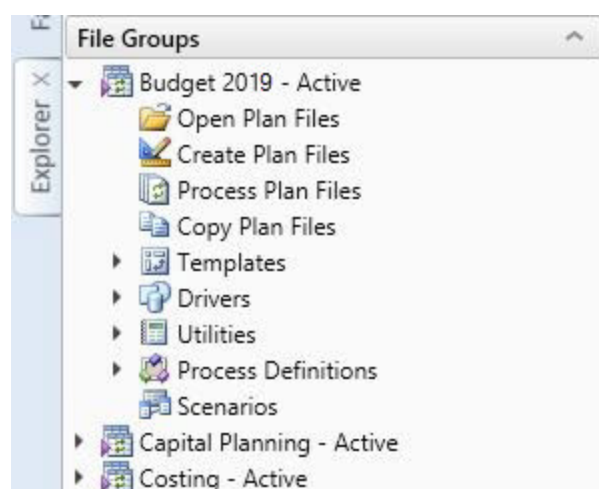 File Groups
Explorer
Budget 2019 - Active
Open Plan Files
Create Plan Files
Process Plan Files
Copy Plan Files
Templates
Drivers
Utilities
Process Definitions
Scenarios
Capital Planning - Active
Costing - Active